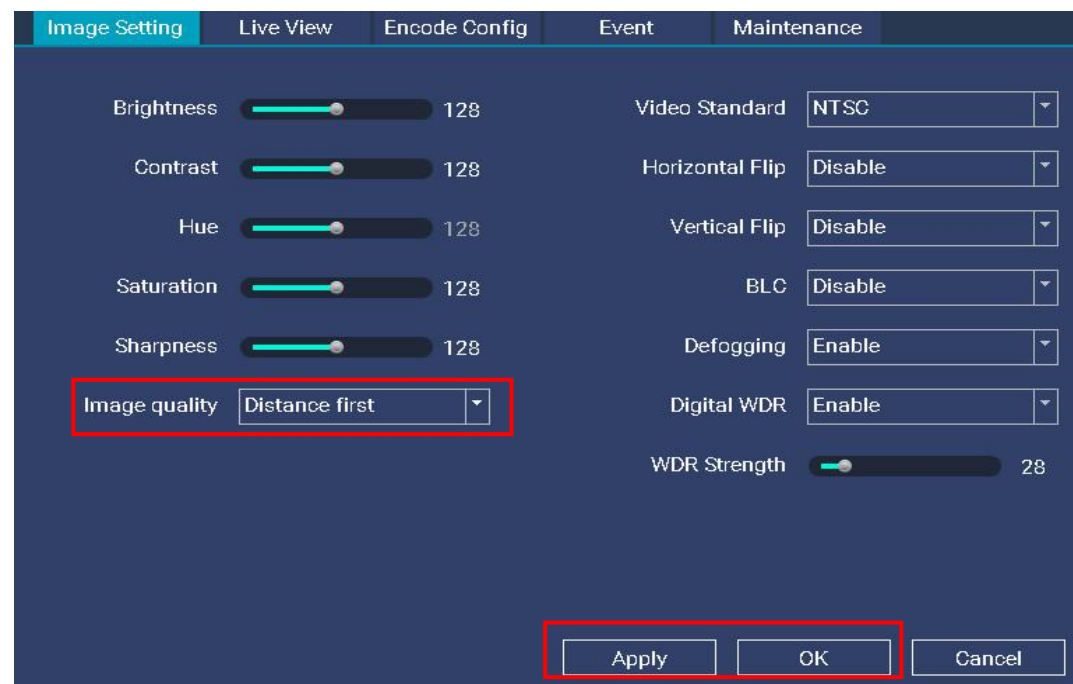 Image Setting Live View Encode Config Event Maintenance
Brightness 128 Video Standard NTSC
Contrast 128 Horizontal Flip Disable
Hue 128 Vertical Flip Disable
Saturation 128 BLC Disable
Sharpness 128 Defogging Enable
Image quality Distance first Digital WDR Enable
WDR Strength 28
Apply OK Cancel